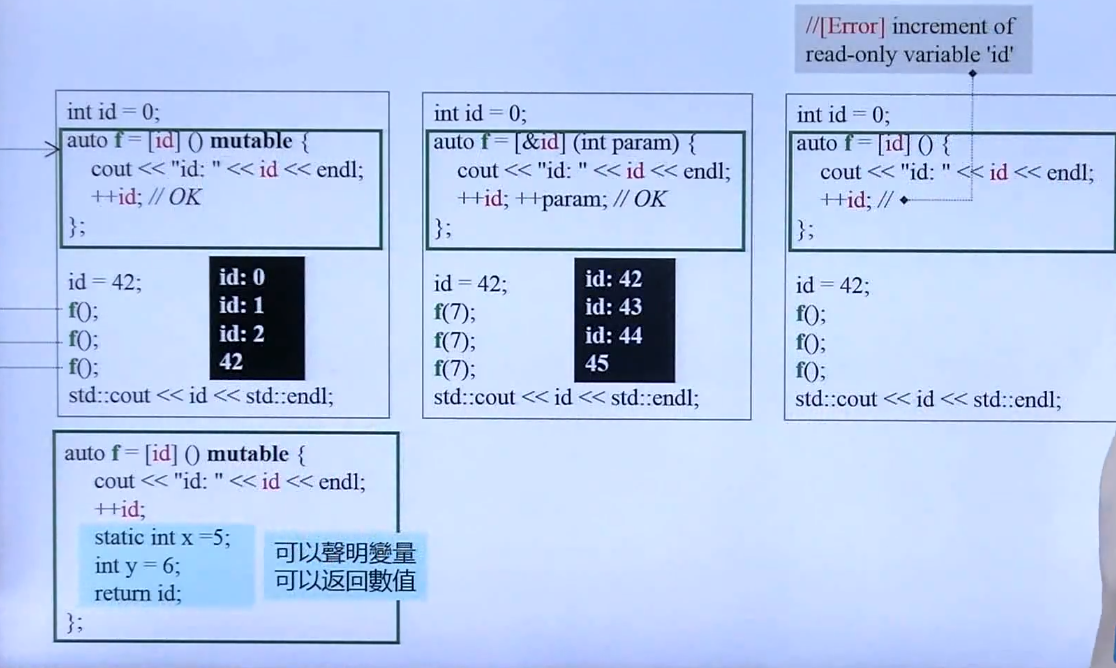 //[Error] increment of
read-only variable 'id'
int id = 0;
auto f = [id] () mutable {
cout << "id: " << id << endl;
++id; // OK
};
id = 42;
f();
f();
f();
std::cout << id << std::endl;
id: 0
id: 1
id: 2
42
int id = 0;
auto f = [&id] (int param) {
cout << "id: " << id << endl;
++id; ++param; // OK
};
id = 42;
f(7);
f(7);
f(7);
std::cout << id << std::endl;
id: 42
id: 43
id: 44
45
int id = 0;
auto f = [id] () {
cout << "id: " << id << endl;
++id; //
};
id = 42;
f();
f();
f();
std::cout << id << std::endl;
auto f = [id] () mutable {
cout << "id: " << id << endl;
++id;
static int x =5;
int y = 6;
return id;
};
可以聲明變量
可以返回數值